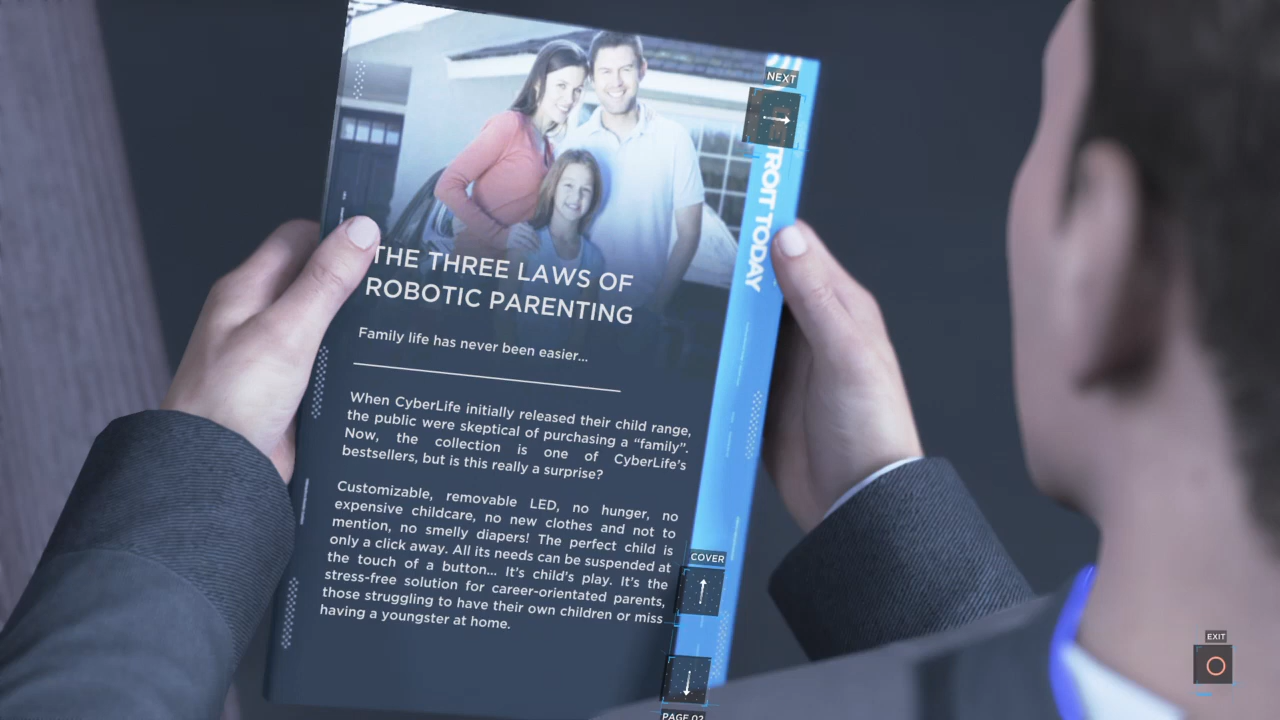 NEXT
TROIT TODAY
THE THREE LAWS OF
ROBOTIC PARENTING
Family life has never been easier...
When CyberLife initially released their child range,
the public were skeptical of purchasing a “family”.
Now, the collection is one of CyberLife’s
bestsellers, but is this really a surprise?
Customizable, removable LED, no hunger, no
expensive childcare, no new clothes and not to
mention, no smelly diapers! The perfect child is
only a click away. All its needs can be suspended at
the touch of a button... It’s child’s play. It’s the
stress-free solution for career-orientated parents,
those struggling to have their own children or miss
having a youngster at home.
COVER
PAGE 02
EXIT